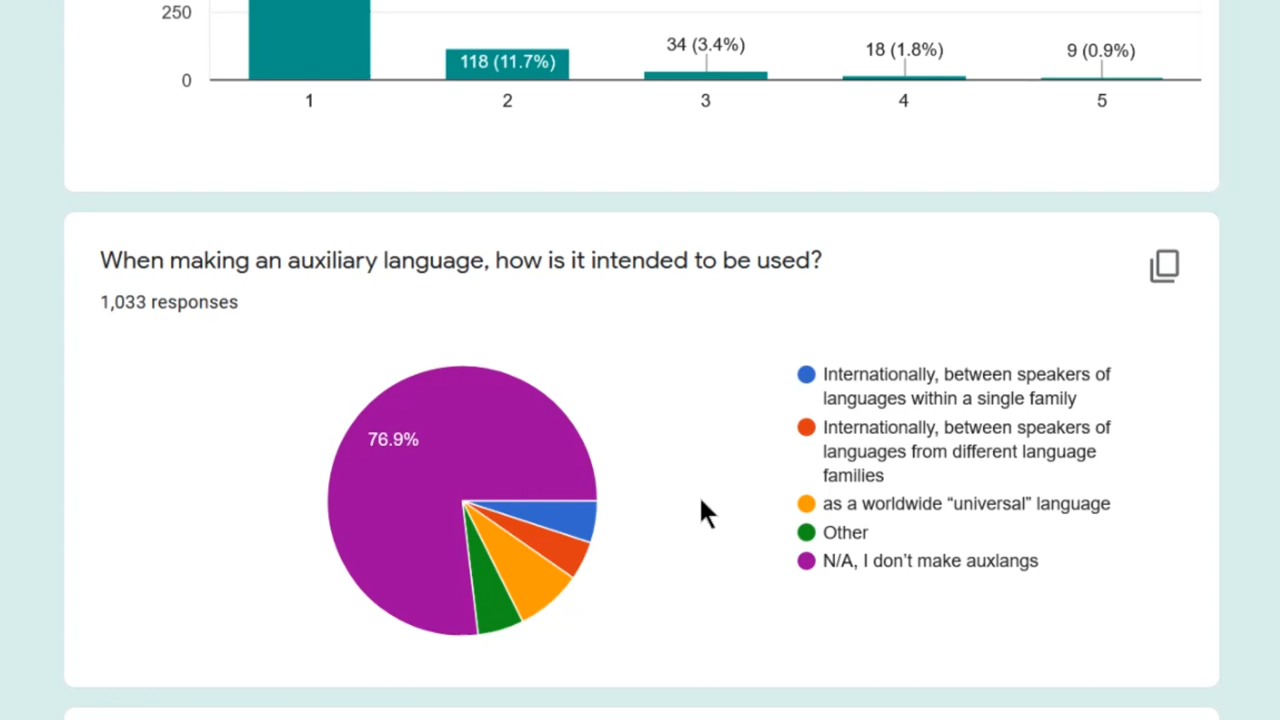 250
34 (3.4%)
18 (1.8%)
9 (0.9%)
118 (11.7%)
0
1
2
3
4
5
When making an auxiliary language, how is it intended to be used?
1,033 responses
76.9%
Internationally, between speakers of
languages within a single family
Internationally, between speakers of
languages from different language
families
as a worldwide “universal” language
Other
N/A, I don’t make auxlangs